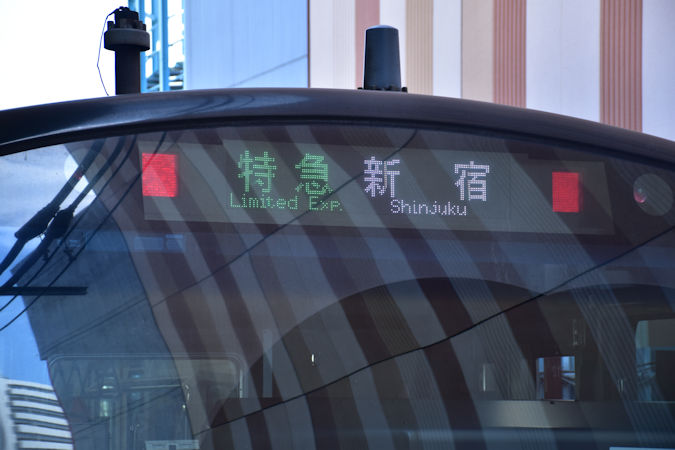 特急 新宿
Limited Exp. Shinjuku